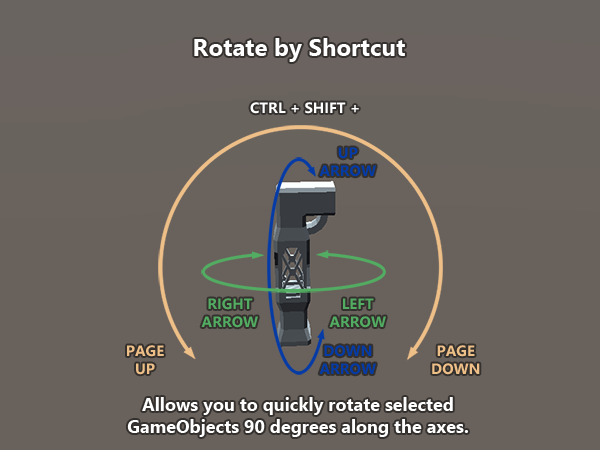 Rotate by Shortcut
CTRL + SHIFT +
UP
ARROW
RIGHT
ARROW
LEFT
ARROW
PAGE
UP
DOWN
ARROW
PAGE
DOWN
Allows you to quickly rotate selected
GameObjects 90 degrees along the axes.